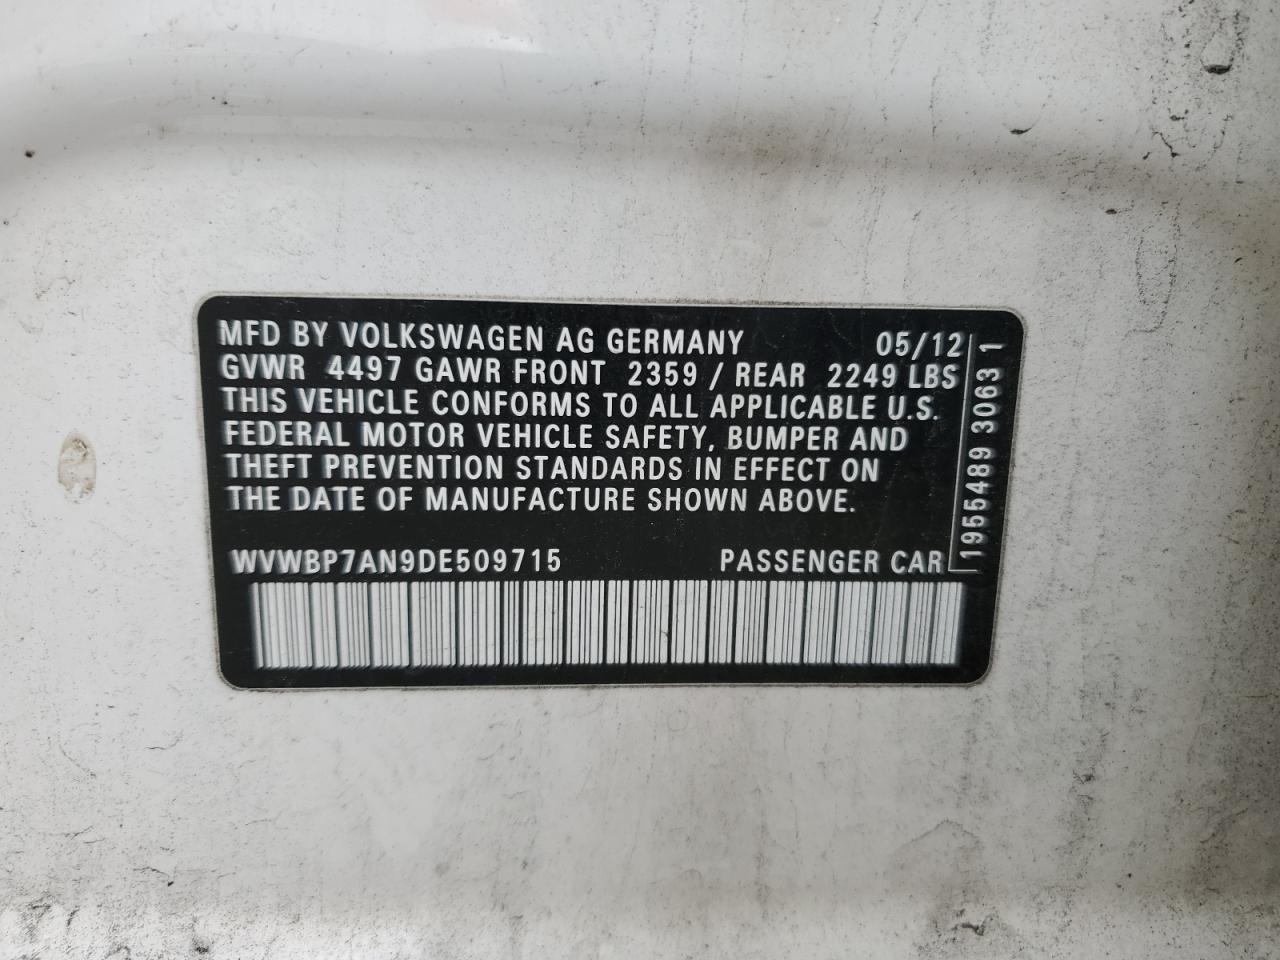 MFD BY VOLKSWAGEN AG GERMANY 05/12
GVWR 4497 GAWR FRONT 2359 / REAR 2249 LBS
THIS VEHICLE CONFORMS TO ALL APPLICABLE U.S.
FEDERAL MOTOR VEHICLE SAFETY, BUMPER AND
THEFT PREVENTION STANDARDS IN EFFECT ON
THE DATE OF MANUFACTURE SHOWN ABOVE.
WVWBP7AN9DE509715 PASSENGER CAR
1955489 3063 1